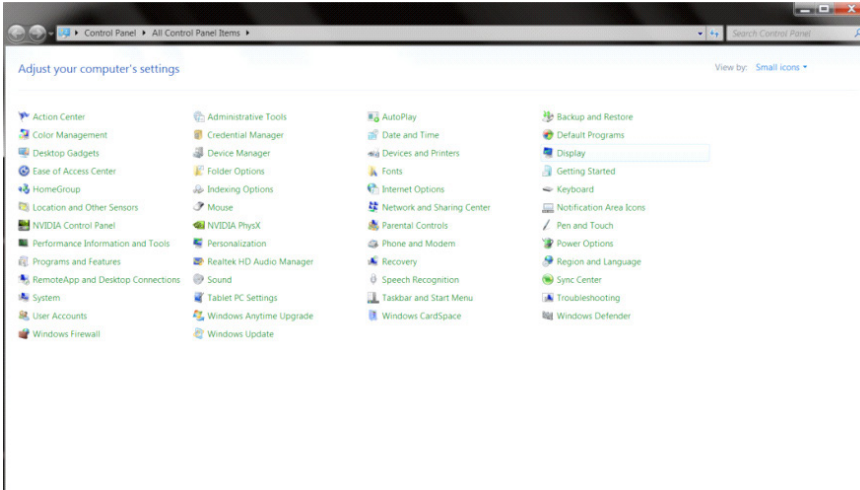 Control Panel All Control Panel Items Search Control Panel
Adjust your computer's settings View by: Small icons
Action Center Administrative Tools AutoPlay Backup and Restore
Color Management Credential Manager Date and Time Default Programs
Desktop Gadgets Device Manager Devices and Printers Display
Ease of Access Center Folder Options Fonts Getting Started
HomeGroup Indexing Options Internet Options Keyboard
Location and Other Sensors Mouse Network and Sharing Center Notification Area Icons
NVIDIA Control Panel NVIDIA PhysX Parental Controls Pen and Touch
Performance Information and Tools Personalization Phone and Modem Power Options
Programs and Features Realtek HD Audio Manager Recovery Region and Language
RemoteApp and Desktop Connections Sound Speech Recognition Sync Center
System Tablet PC Settings Taskbar and Start Menu Troubleshooting
User Accounts Windows Anytime Upgrade Windows CardSpace Windows Defender
Windows Firewall Windows Update